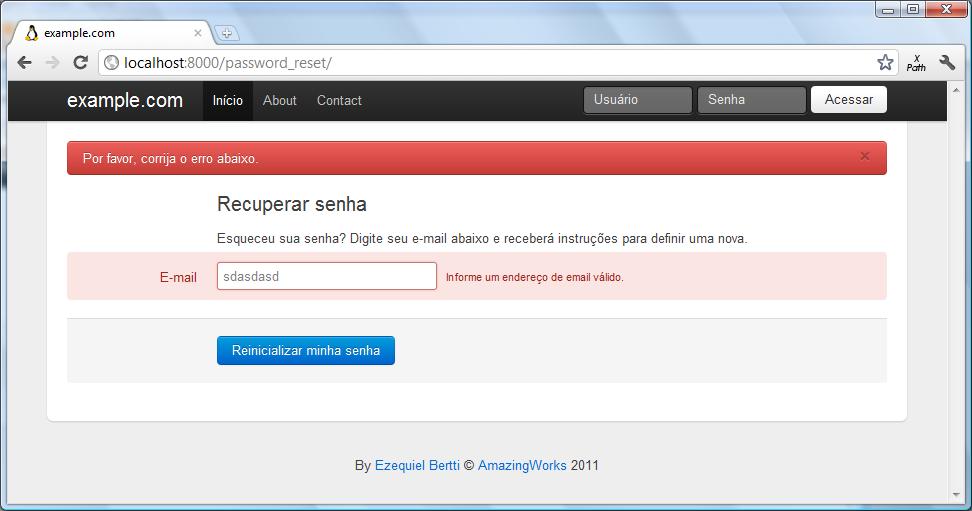 example.com
localhost:8000/password_reset/
X Path
example.com Início About Contact Usuário Senha Acessar
Por favor, corrija o erro abaixo. ×
Recuperar senha
Esqueceu sua senha? Digite seu e-mail abaixo e receberá instruções para definir uma nova.
E-mail sdasdasd Informe um endereço de email válido.
Reinicializar minha senha
By Ezequiel Bertti © AmazingWorks 2011